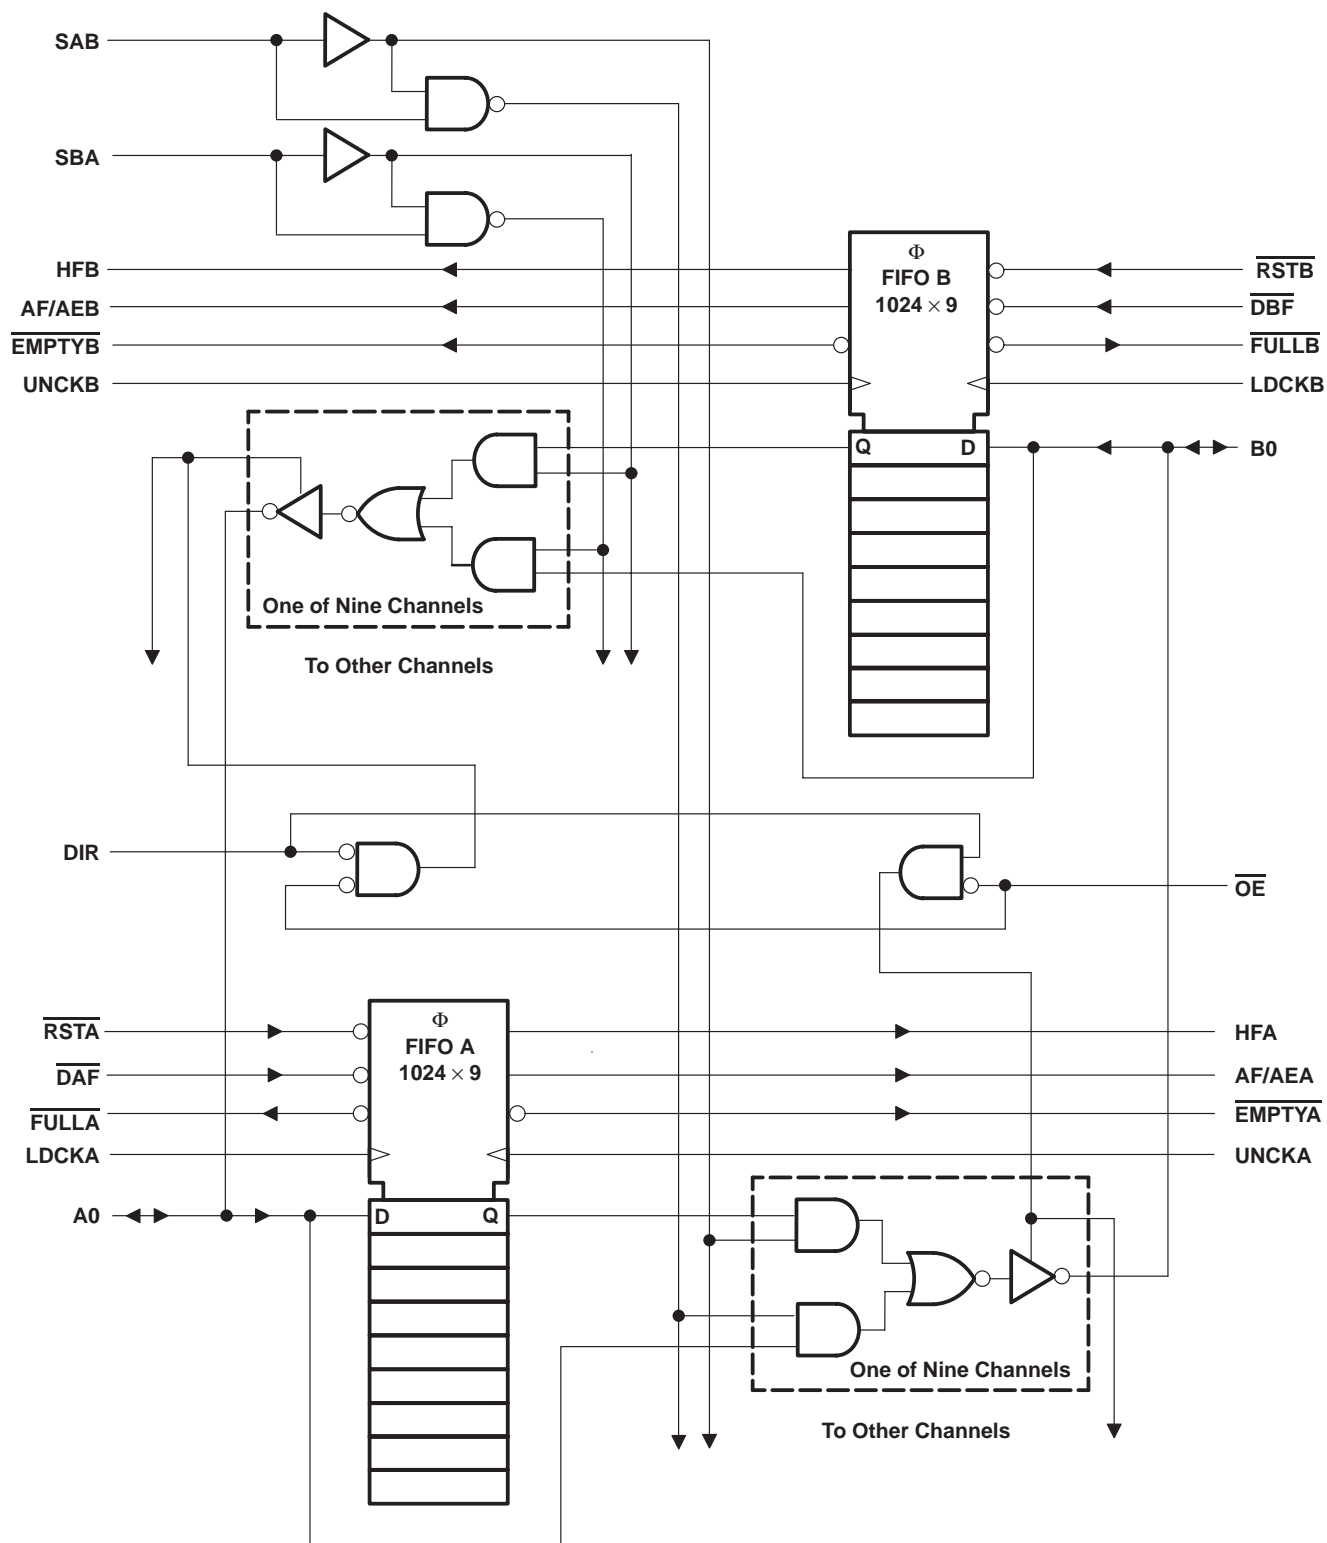 SAB
SBA
HFB
AF/AEB
EMPTYB
UNCKB
Φ
FIFO B
1024 × 9
RSTB
DBF
FULLB
LDCKB
Q D
B0
One of Nine Channels
To Other Channels
DIR
OE
RSTA
DAF
FULLA
LDCKA
A0
Φ
FIFO A
1024 × 9
D Q
HFA
AF/AEA
EMPTYA
UNCKA
One of Nine Channels
To Other Channels